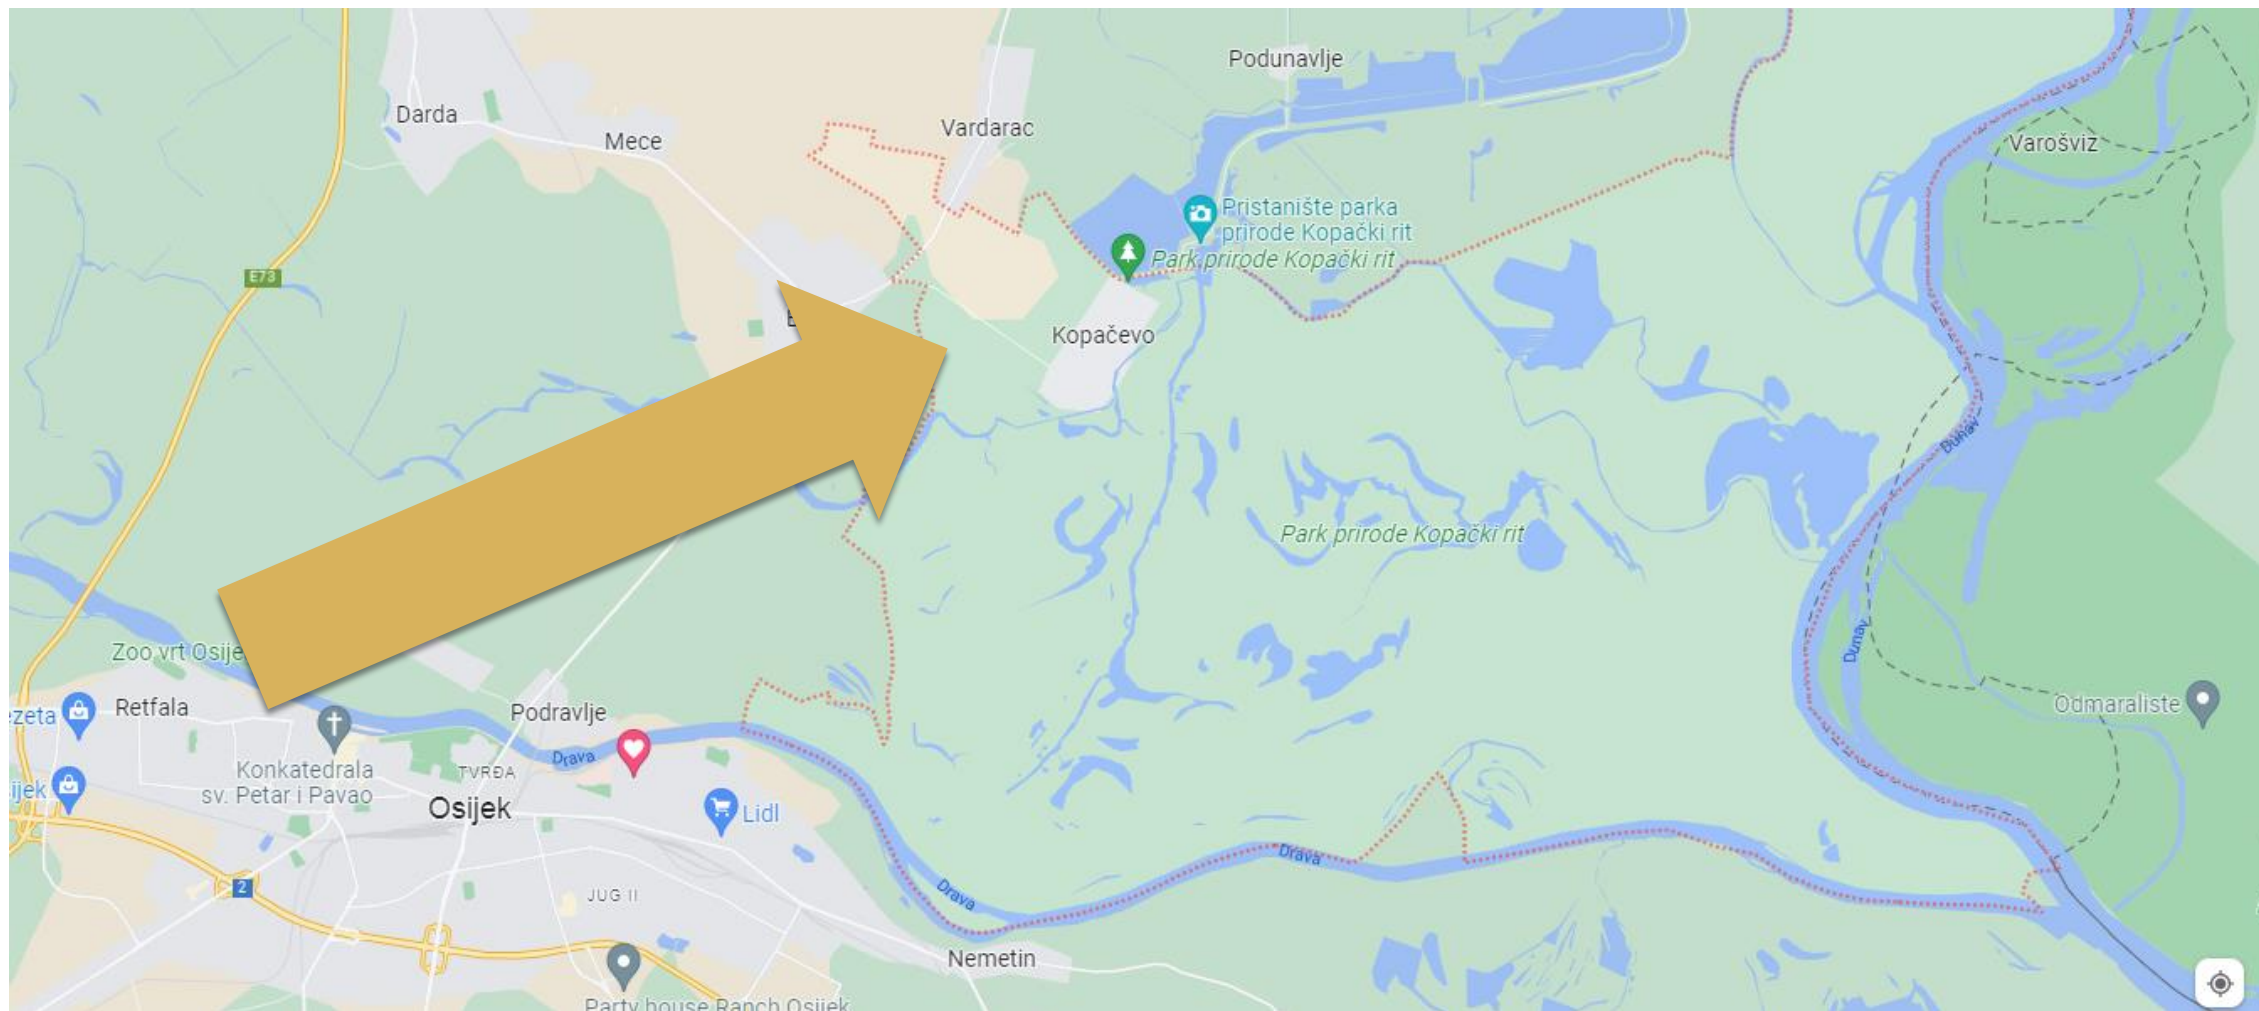 Podunavlje
Darda
Mece
Vardarac
Varošviz
Pristanište parka
prirode Kopački rit
Park prirode Kopački rit
E73
Kopačevo
Dunav
Park prirode Kopački rit
Dunav
Zoo vrt Osije
Retfala
ezeta
Podravlje
Odmaralište
Drava
Konkatedrala
sv. Petar i Pavao
TVRĐA
Osijek
ijek
Lidl
Drava
2
JUG II
Drava
Nemetin
Party house Ranch Osijek